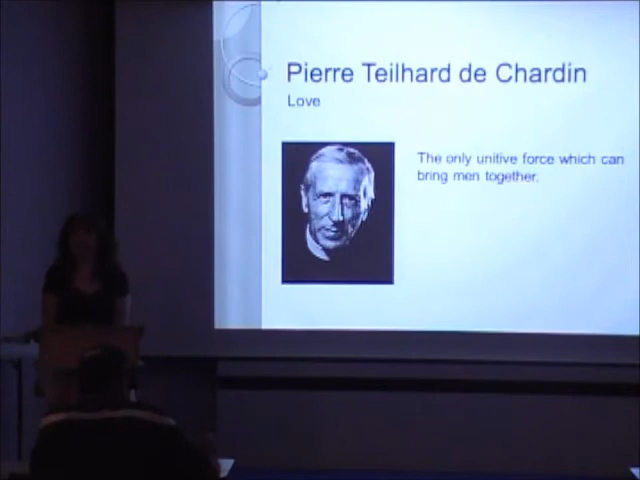 Pierre Teilhard de Chardin
Love
The only unitive force which can
bring men together.